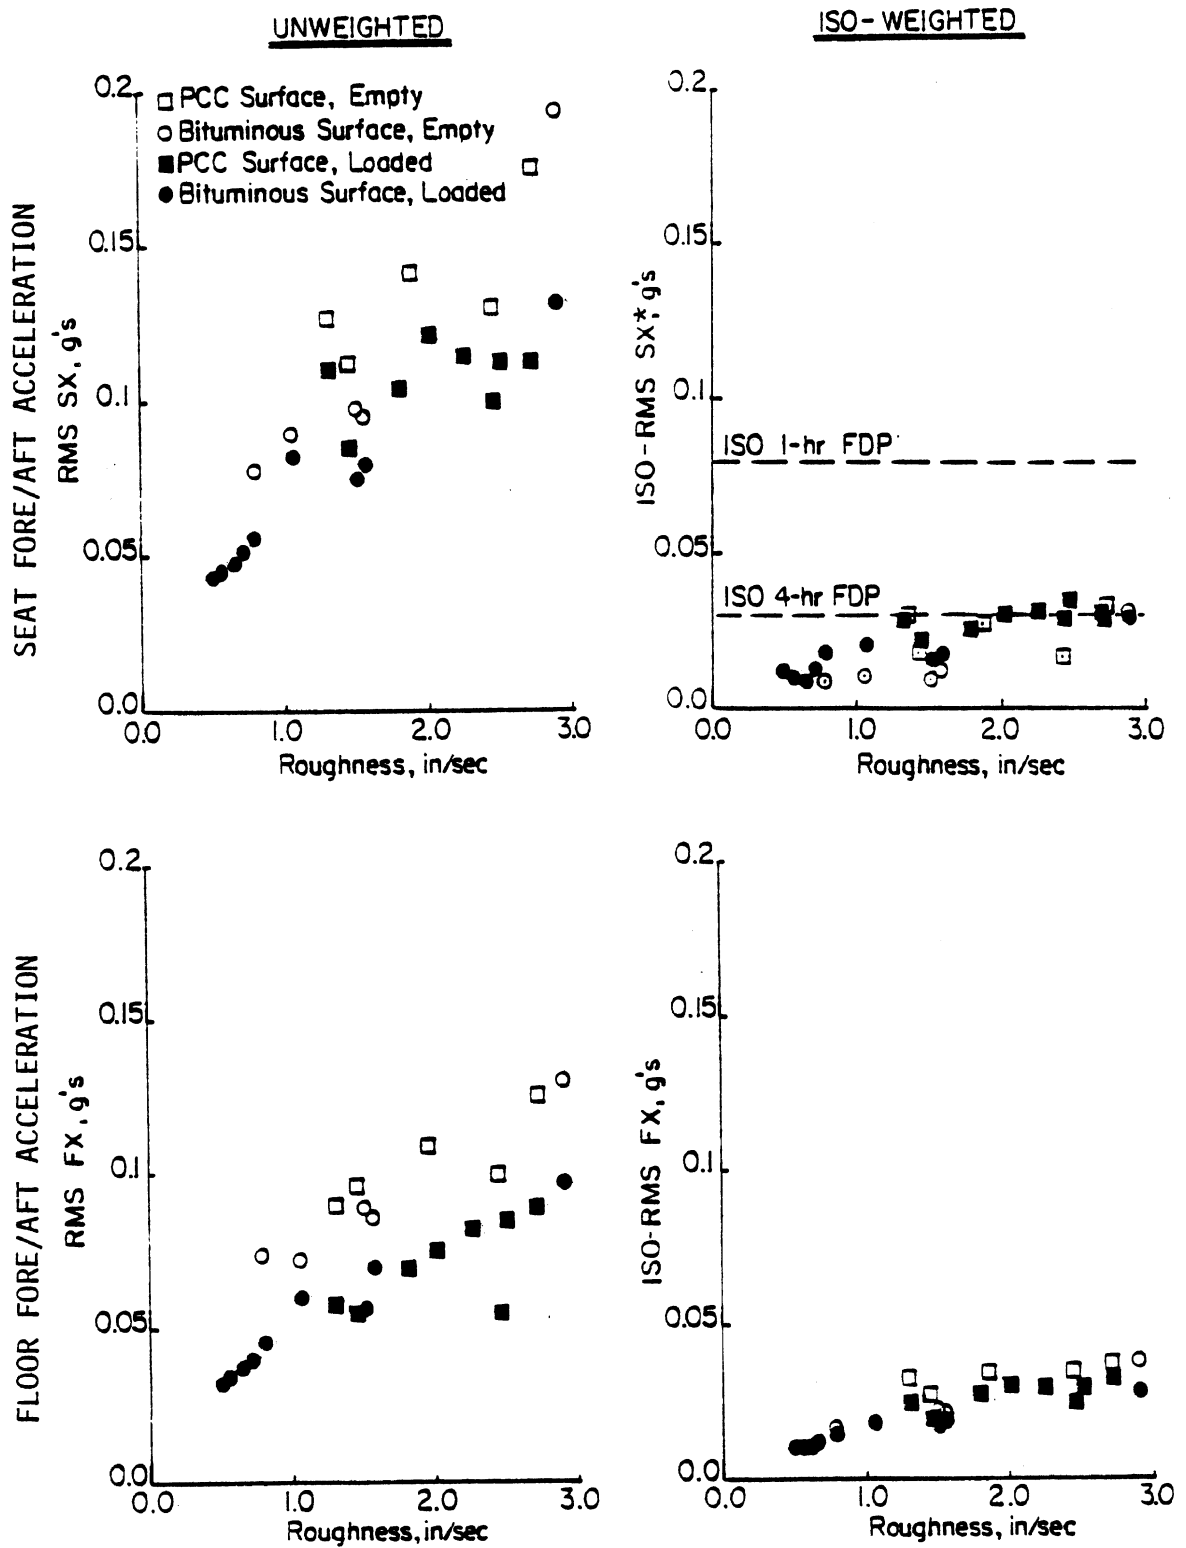 UNWEIGHTED
ISO-WEIGHTED
PCC Surface, Empty
Bituminous Surface, Empty
PCC Surface, Loaded
Bituminous Surface, Loaded
SEAT FORE/AFT ACCELERATION
RMS SX, g's
0.2
0.15
0.1
0.05
0.0
0.0 1.0 2.0 3.0
Roughness, in/sec
ISO-RMS SX*, g's
0.2
0.15
0.1
0.05
0.0
ISO 1-hr FDP
ISO 4-hr FDP
0.0 1.0 2.0 3.0
Roughness, in/sec
FLOOR FORE/AFT ACCELERATION
RMS FX, g's
0.2
0.15
0.1
0.05
0.0
0.0 1.0 2.0 3.0
Roughness, in/sec
ISO-RMS FX, g's
0.2
0.15
0.1
0.05
0.0
0.0 1.0 2.0 3.0
Roughness, in/sec